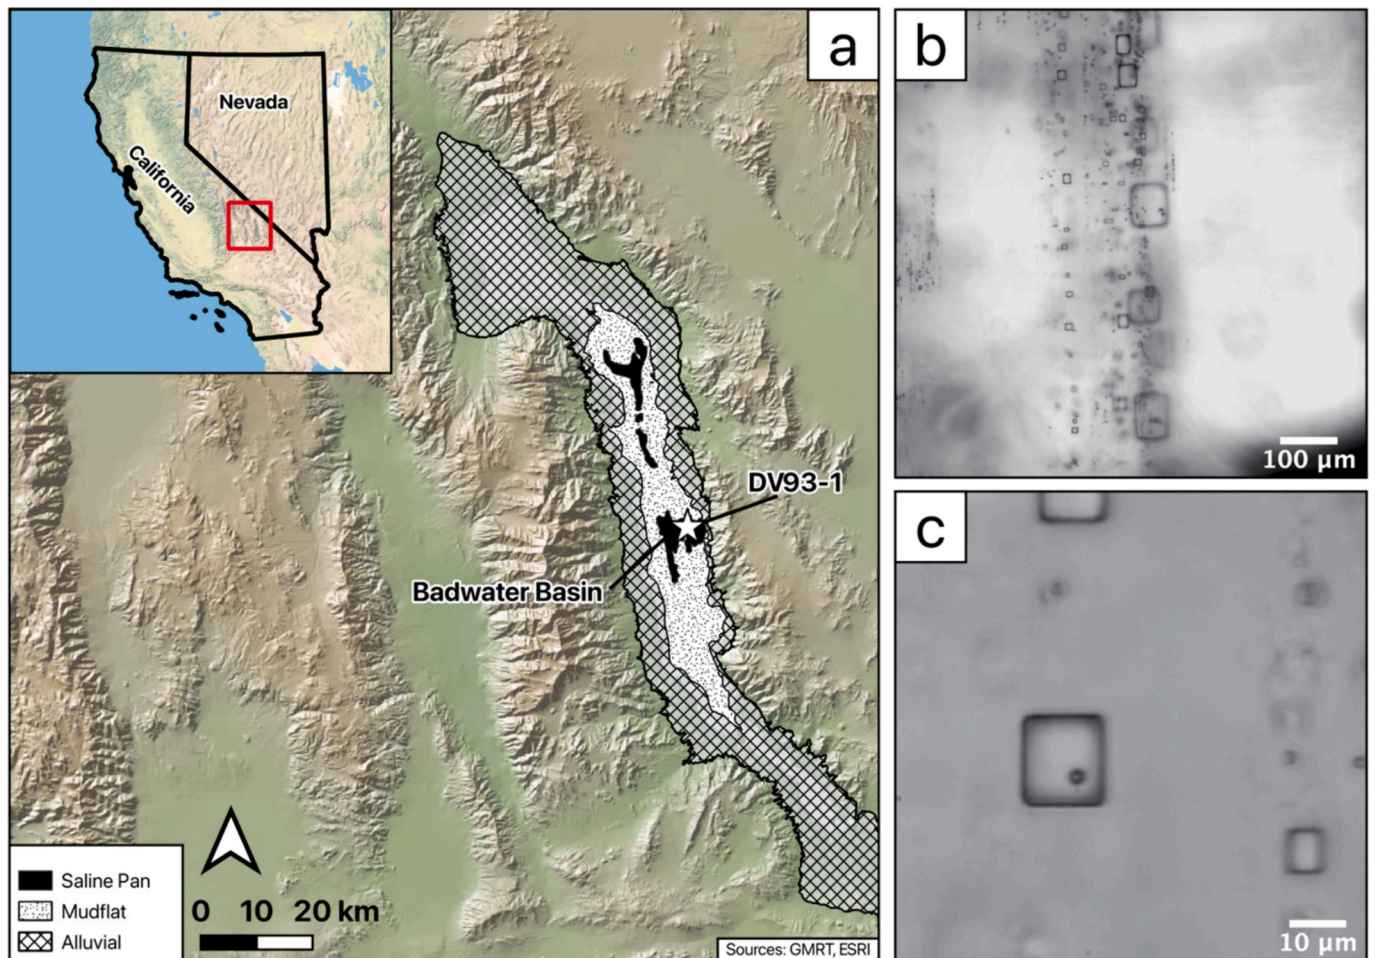 a
Nevada
California
DV93-1
Badwater Basin
Saline Pan
Mudflat
Alluvial
0 10 20 km
Sources: GMRT, ESRI
b
100 µm
c
10 µm